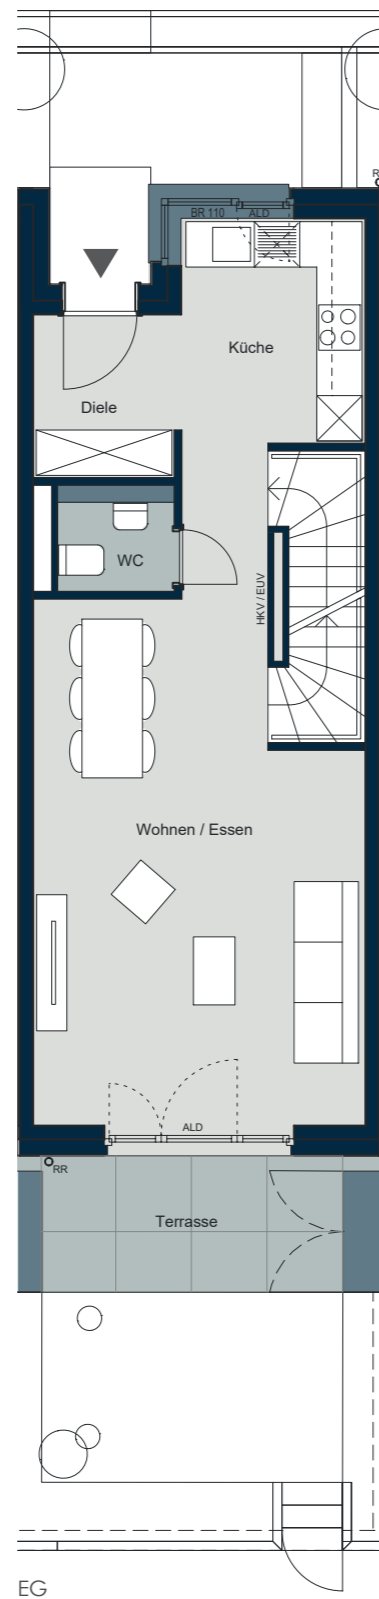 R
BR 110
ALD
Küche
Diele
WC
HKV / EUV
Wohnen / Essen
ALD
RR
Terrasse
EG